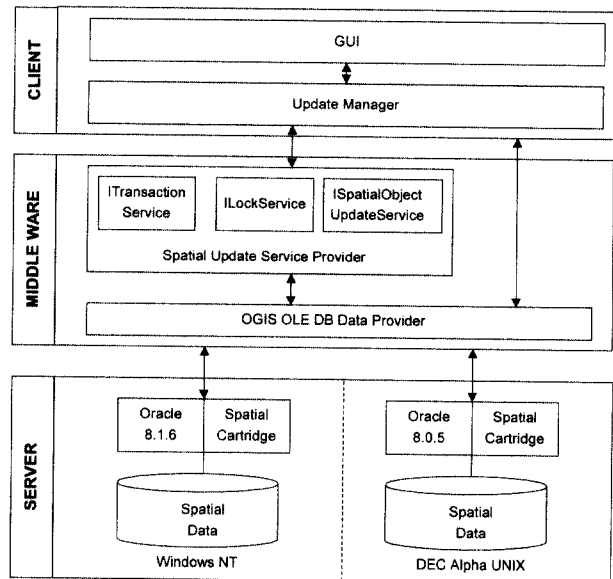 CLIENT
GUI
Update Manager
MIDDLE WARE
ITransaction
Service
ILockService
ISpatialObject
UpdateService
Spatial Update Service Provider
OGIS OLE DB Data Provider
SERVER
Oracle
8.1.6
Spatial
Cartridge
Spatial
Data
Windows NT
Oracle
8.0.5
Spatial
Cartridge
Spatial
Data
DEC Alpha UNIX